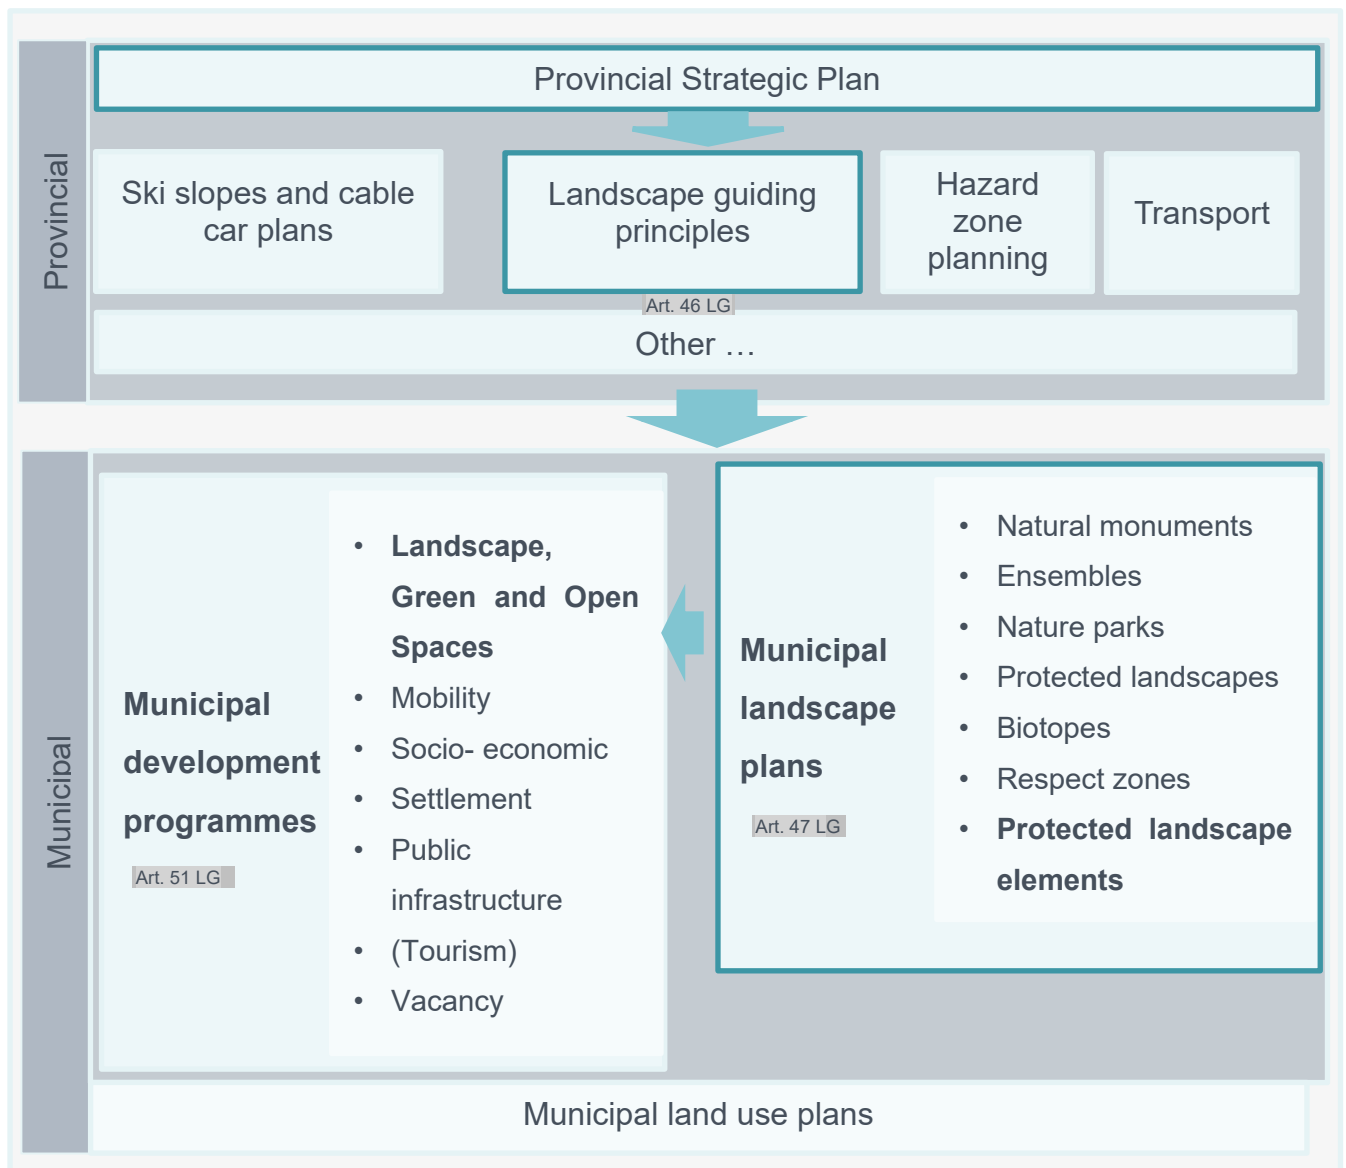 Provincial
Provincial Strategic Plan
Ski slopes and cable
car plans
Landscape guiding
principles
Hazard
zone
planning
Transport
Art. 46 LG
Other …
Municipal
Municipal
development
programmes
Art. 51 LG
• Landscape,
Green and Open
Spaces
• Mobility
• Socio- economic
• Settlement
• Public
infrastructure
• (Tourism)
• Vacancy
Municipal
landscape
plans
Art. 47 LG
• Natural monuments
• Ensembles
• Nature parks
• Protected landscapes
• Biotopes
• Respect zones
• Protected landscape
elements
Municipal land use plans